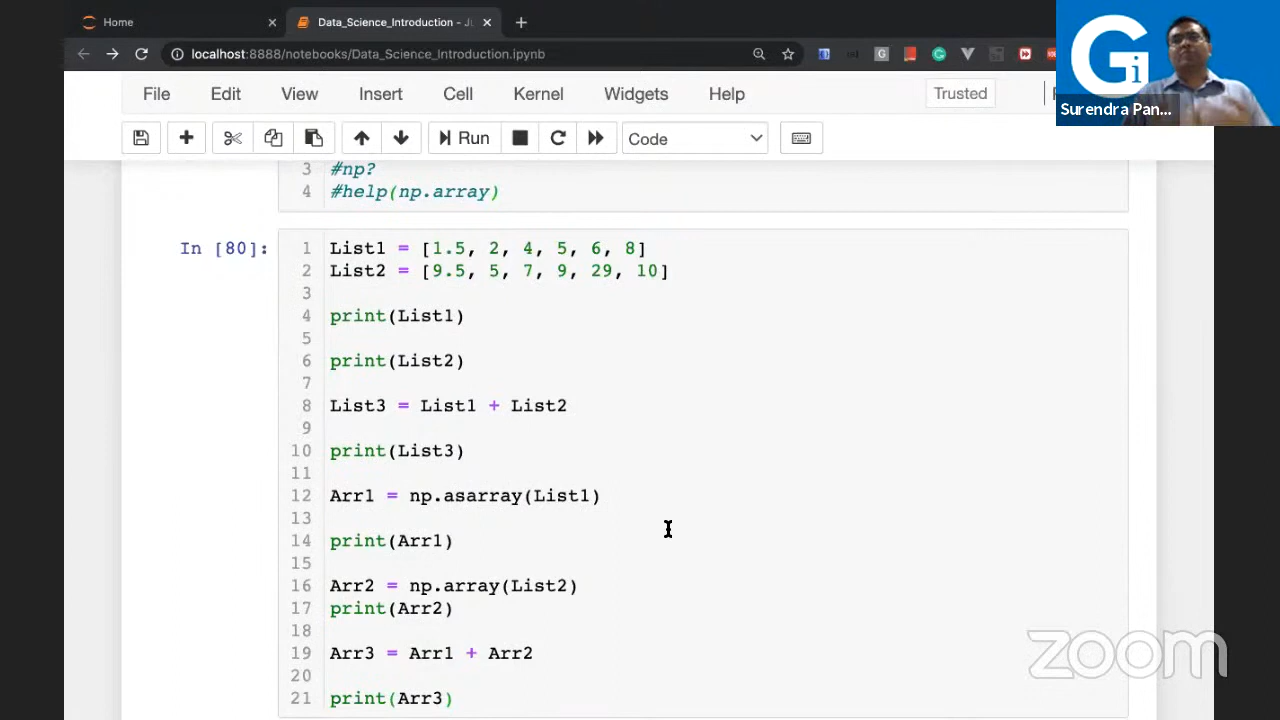 Home
Data_Science_Introduction - Ju
localhost:8888/notebooks/Data_Science_Introduction.ipynb
Gi
Surendra Pan...
File Edit View Insert Cell Kernel Widgets Help Trusted
Run Code
3 #np?
4 #help(np.array)
In [80]:
1 List1 = [1.5, 2, 4, 5, 6, 8]
2 List2 = [9.5, 5, 7, 9, 29, 10]
3
4 print(List1)
5
6 print(List2)
7
8 List3 = List1 + List2
9
10 print(List3)
11
12 Arr1 = np.asarray(List1)
13
14 print(Arr1)
15
16 Arr2 = np.array(List2)
17 print(Arr2)
18
19 Arr3 = Arr1 + Arr2
20
21 print(Arr3)
zoom